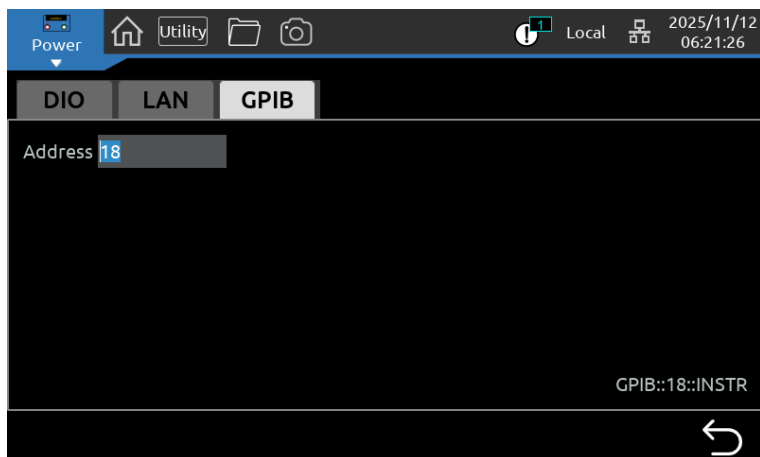 Power
Utility
1
Local
2025/11/12
06:21:26
DIO
LAN
GPIB
Address 18
GPIB::18::INSTR